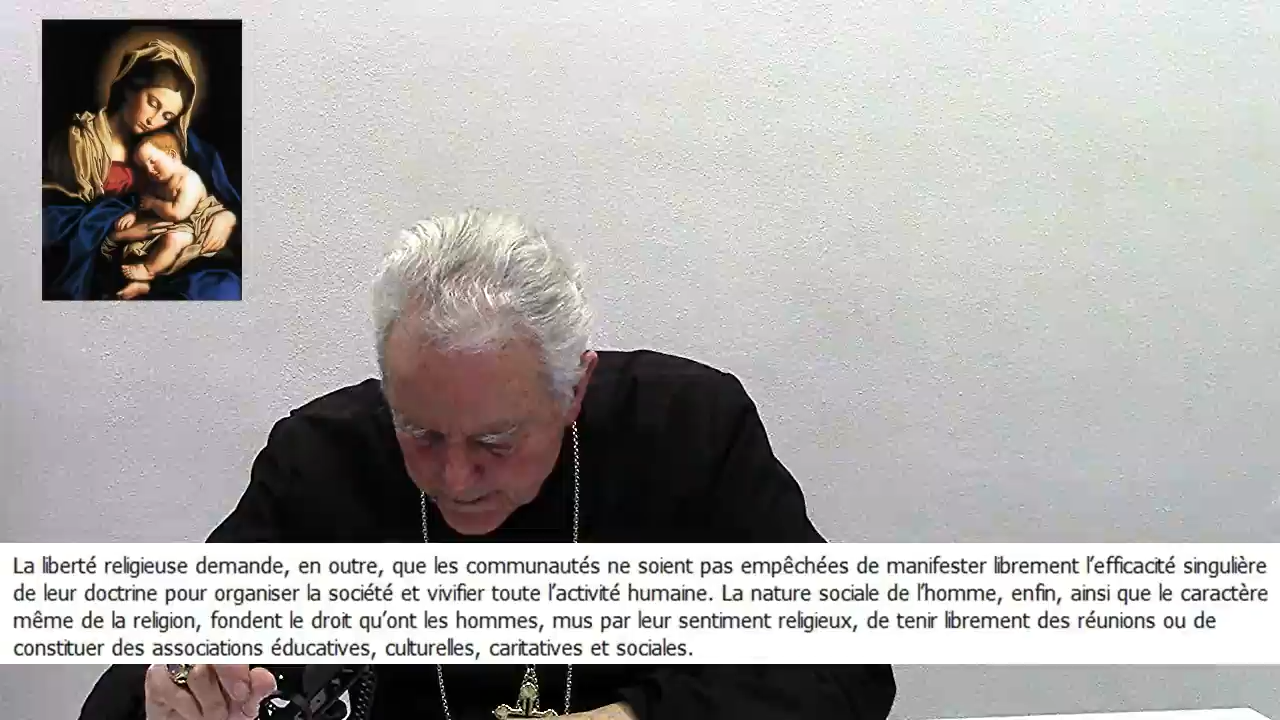 La liberté religieuse demande, en outre, que les communautés ne soient pas empêchées de manifester librement l’efficacité singulière
de leur doctrine pour organiser la société et vivifier toute l’activité humaine. La nature sociale de l’homme, enfin, ainsi que le caractère
même de la religion, fondent le droit qu’ont les hommes, mus par leur sentiment religieux, de tenir librement des réunions ou de
constituer des associations éducatives, culturelles, caritatives et sociales.